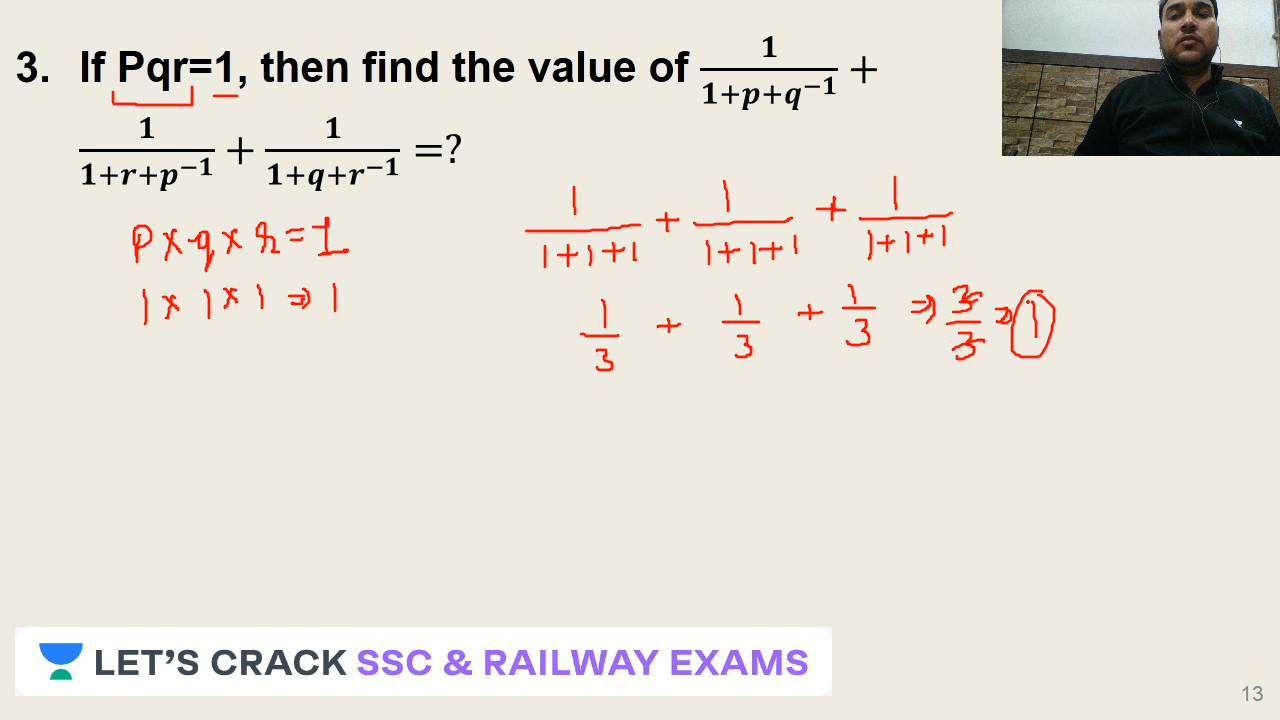 3. If Pqr=1, then find the value of 1/(1+p+q⁻¹) +
1/(1+r+p⁻¹) + 1/(1+q+r⁻¹) =?
1/(1+1+1) + 1/(1+1+1) + 1/(1+1+1)
p × q × r = 1
1 × 1 × 1 ⇒ 1
1/3 + 1/3 + 1/3 ⇒ 3/3 ⇒ 1
LET'S CRACK SSC & RAILWAY EXAMS
13